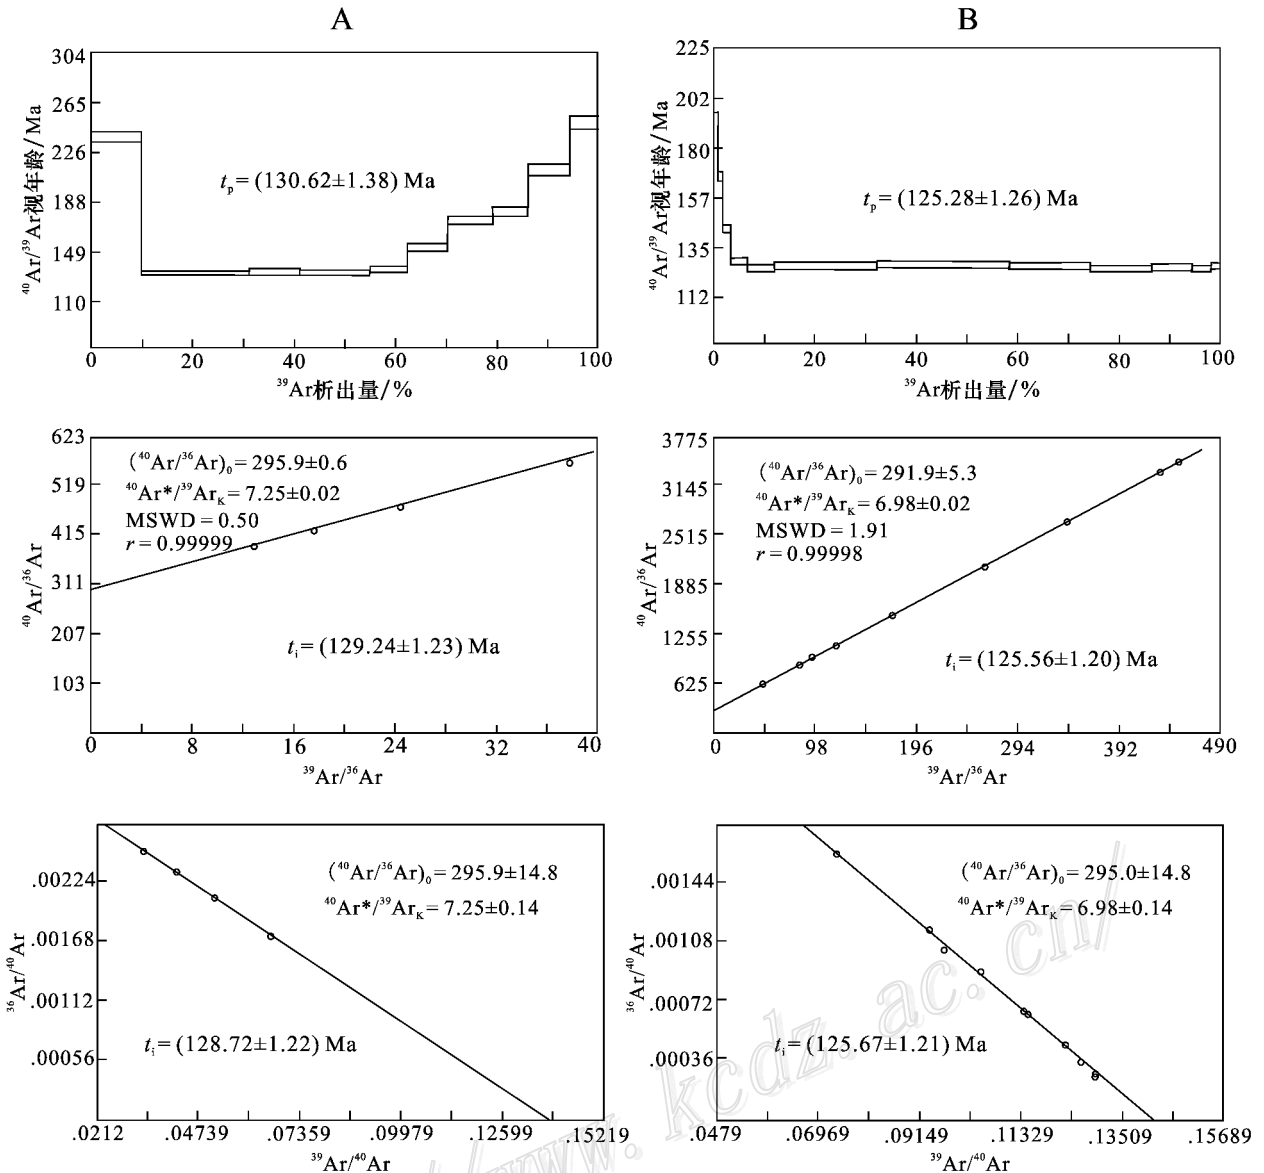 A
B
304
265
226
188
149
110
⁴⁰Ar/³⁹Ar视年龄/Ma
tₚ= (130.62±1.38) Ma
0 20 40 60 80 100
³⁹Ar析出量/%
225
202
180
157
135
112
⁴⁰Ar/³⁹Ar视年龄/Ma
tₚ= (125.28±1.26) Ma
0 20 40 60 80 100
³⁹Ar析出量/%
623
519
415
311
207
103
⁴⁰Ar/³⁶Ar
(⁴⁰Ar/³⁶Ar)₀= 295.9±0.6
⁴⁰Ar*/³⁹Arᴋ= 7.25±0.02
MSWD = 0.50
r = 0.99999
tᵢ= (129.24±1.23) Ma
0 8 16 24 32 40
³⁹Ar/³⁶Ar
3775
3145
2515
1885
1255
625
⁴⁰Ar/³⁶Ar
(⁴⁰Ar/³⁶Ar)₀= 291.9±5.3
⁴⁰Ar*/³⁹Arᴋ= 6.98±0.02
MSWD = 1.91
r = 0.99998
tᵢ= (125.56±1.20) Ma
0 98 196 294 392 490
³⁹Ar/³⁶Ar
.00224
.00168
.00112
.00056
³⁶Ar/⁴⁰Ar
(⁴⁰Ar/³⁶Ar)₀= 295.9±14.8
⁴⁰Ar*/³⁹Arᴋ= 7.25±0.14
tᵢ= (128.72±1.22) Ma
.0212 .04739 .07359 .09979 .12599 .15219
³⁹Ar/⁴⁰Ar
.00144
.00108
.00072
.00036
³⁶Ar/⁴⁰Ar
(⁴⁰Ar/³⁶Ar)₀= 295.0±14.8
⁴⁰Ar*/³⁹Arᴋ= 6.98±0.14
tᵢ= (125.67±1.21) Ma
.0479 .06969 .09149 .11329 .13509 .15689
³⁹Ar/⁴⁰Ar
//www.kcdz.ac.cn/